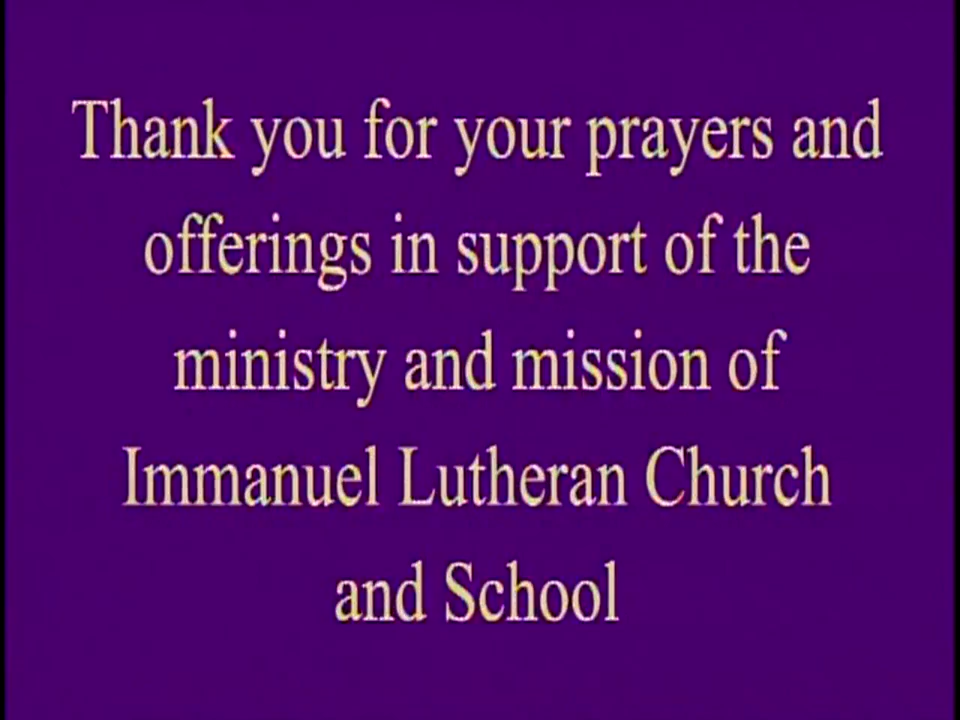 Thank you for your prayers and
offerings in support of the
ministry and mission of
Immanuel Lutheran Church
and School